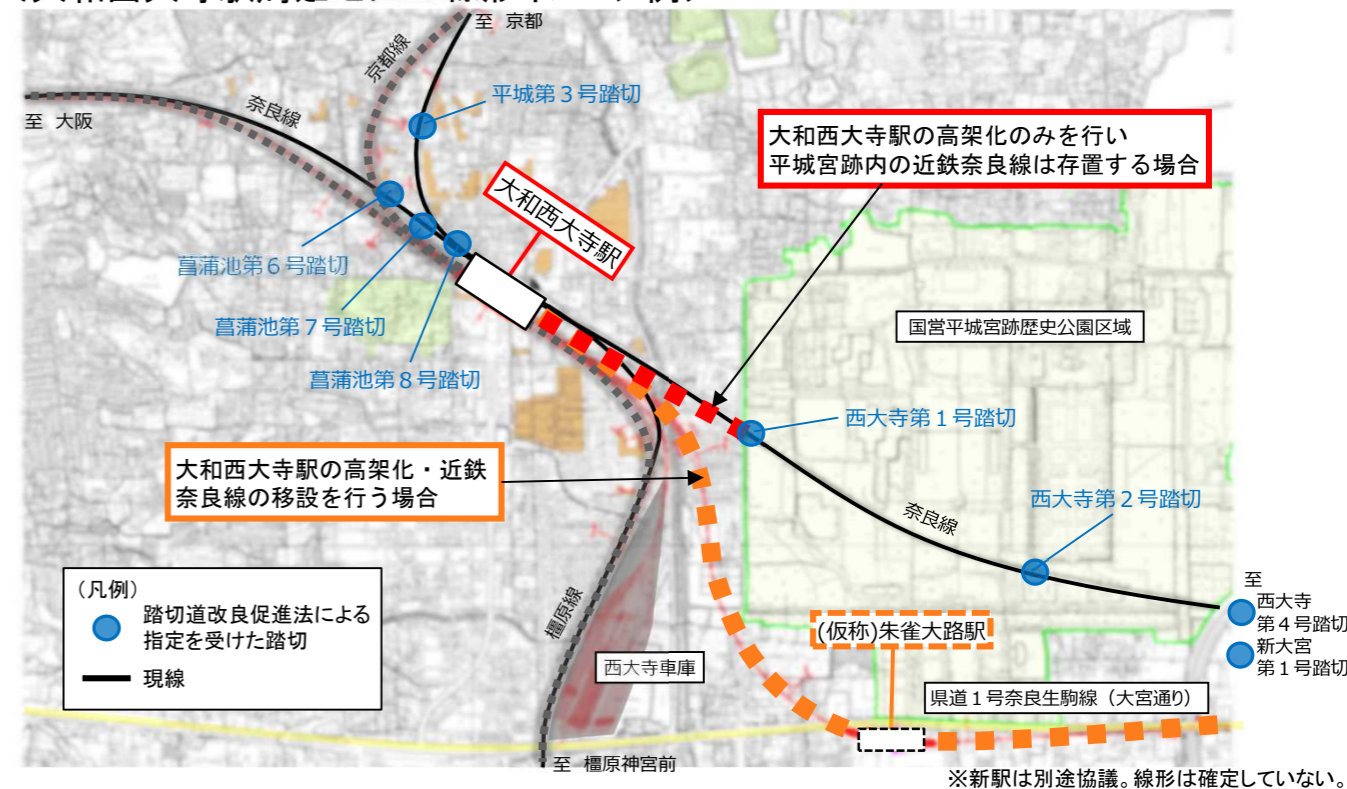 至 京都
京都線
平城第３号踏切
奈良線
至 大阪
大和西大寺駅の高架化のみを行い
平城宮跡内の近鉄奈良線は存置する場合
大和西大寺駅
菖蒲池第６号踏切
菖蒲池第７号踏切
菖蒲池第８号踏切
国営平城宮跡歴史公園区域
西大寺第１号踏切
大和西大寺駅の高架化・近鉄
奈良線の移設を行う場合
奈良線
西大寺第２号踏切
（凡例）
踏切道改良促進法による
指定を受けた踏切
現線
橿原線
西大寺車庫
(仮称)朱雀大路駅
至
西大寺
第４号踏切
新大宮
第１号踏切
県道１号奈良生駒線（大宮通り）
至 橿原神宮前
※新駅は別途協議。線形は確定していない。